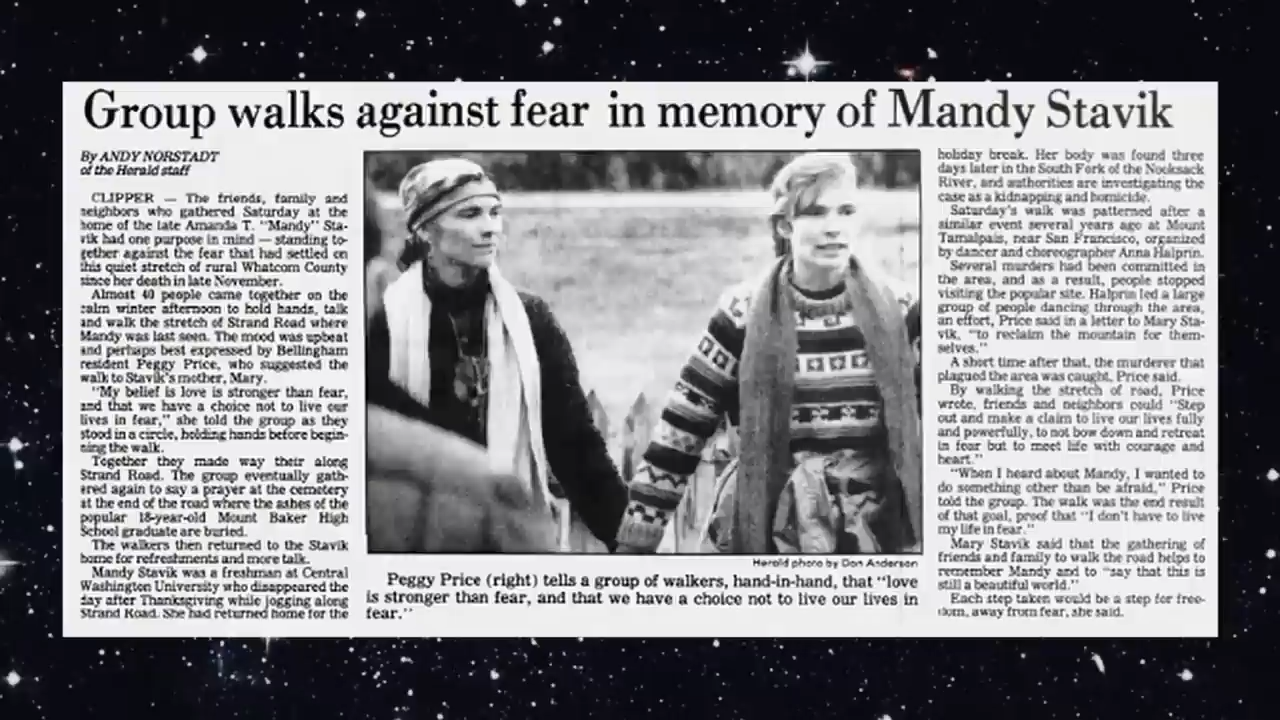 Group walks against fear in memory of Mandy Stavik
By ANDY NORSTADT
of the Herald staff
CLIPPER — The friends, family and
neighbors who gathered Saturday at the
home of the late Amanda T. "Mandy" Sta-
vik had one purpose in mind — standing to-
gether against the fear that had settled on
this quiet stretch of rural Whatcom County
since her death in late November.
Almost 40 people came together on the
calm winter afternoon to hold hands, talk
and walk the stretch of Strand Road where
Mandy was last seen. The mood was upbeat
and perhaps best expressed by Bellingham
resident Peggy Price, who suggested the
walk to Stavik's mother, Mary.
"My belief is love is stronger than fear,
and that we have a choice not to live our
lives in fear," she told the group as they
stood in a circle, holding hands before begin-
ning the walk.
Together they made way their along
Strand Road. The group eventually gath-
ered again to say a prayer at the cemetery
at the end of the road where the ashes of the
popular 18-year-old Mount Baker High
School graduate are buried.
The walkers then returned to the Stavik
home for refreshments and more talk.
Mandy Stavik was a freshman at Central
Washington University who disappeared the
day after Thanksgiving while jogging along
Strand Road. She had returned home for the
Herald photo by Don Anderson
Peggy Price (right) tells a group of walkers, hand-in-hand, that "love
is stronger than fear, and that we have a choice not to live our lives in
fear."
holiday break. Her body was found three
days later in the South Fork of the Nooksack
River, and authorities are investigating the
case as a kidnapping and homicide.
Saturday's walk was patterned after a
similar event several years ago at Mount
Tamalpais, near San Francisco, organized
by dancer and choreographer Anna Halprin.
Several murders had been committed in
the area, and as a result, people stopped
visiting the popular site. Halprin led a large
group of people dancing through the area,
an effort, Price said in a letter to Mary Sta-
vik, "to reclaim the mountain for them-
selves."
A short time after that, the murderer that
plagued the area was caught, Price said.
By walking the stretch of road, Price
wrote, friends and neighbors could "Step
out and make a claim to live our lives fully
and powerfully, to not bow down and retreat
in fear but to meet life with courage and
heart."
"When I heard about Mandy, I wanted to
do something other than be afraid," Price
told the group. The walk was the end result
of that goal, proof that "I don't have to live
my life in fear."
Mary Stavik said that the gathering of
friends and family to walk the road helps to
remember Mandy and to "say that this is
still a beautiful world."
Each step taken would be a step for free-
dom, away from fear, she said.